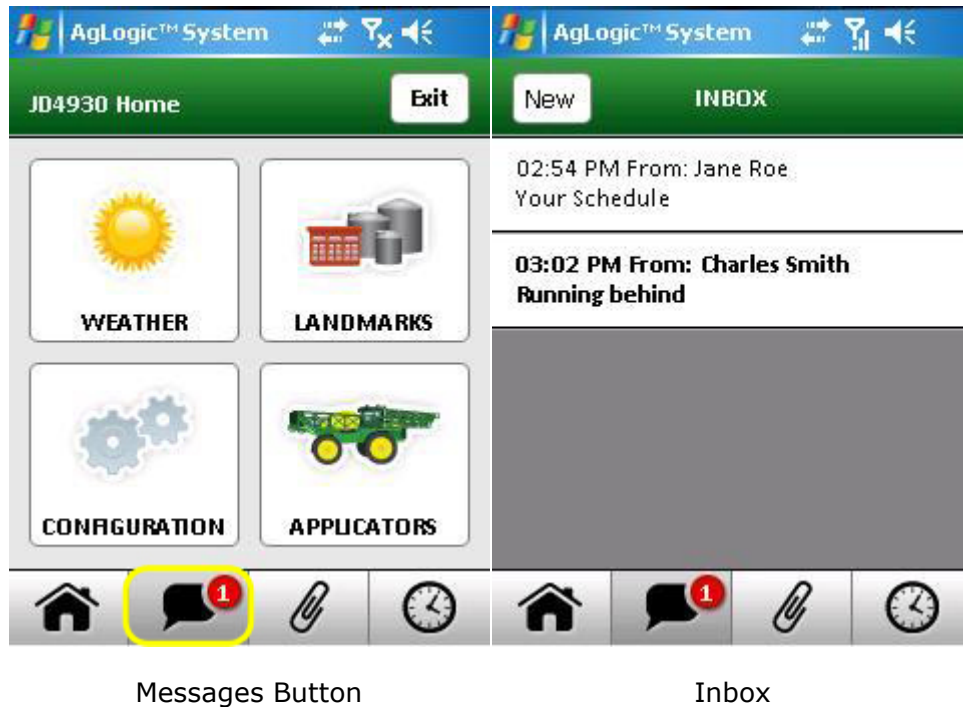 AgLogic™ System
JD4930 Home
Exit
WEATHER
LANDMARKS
CONFIGURATION
APPLICATORS
1
Messages Button
AgLogic™ System
New
INBOX
02:54 PM From: Jane Roe
Your Schedule
03:02 PM From: Charles Smith
Running behind
1
Inbox